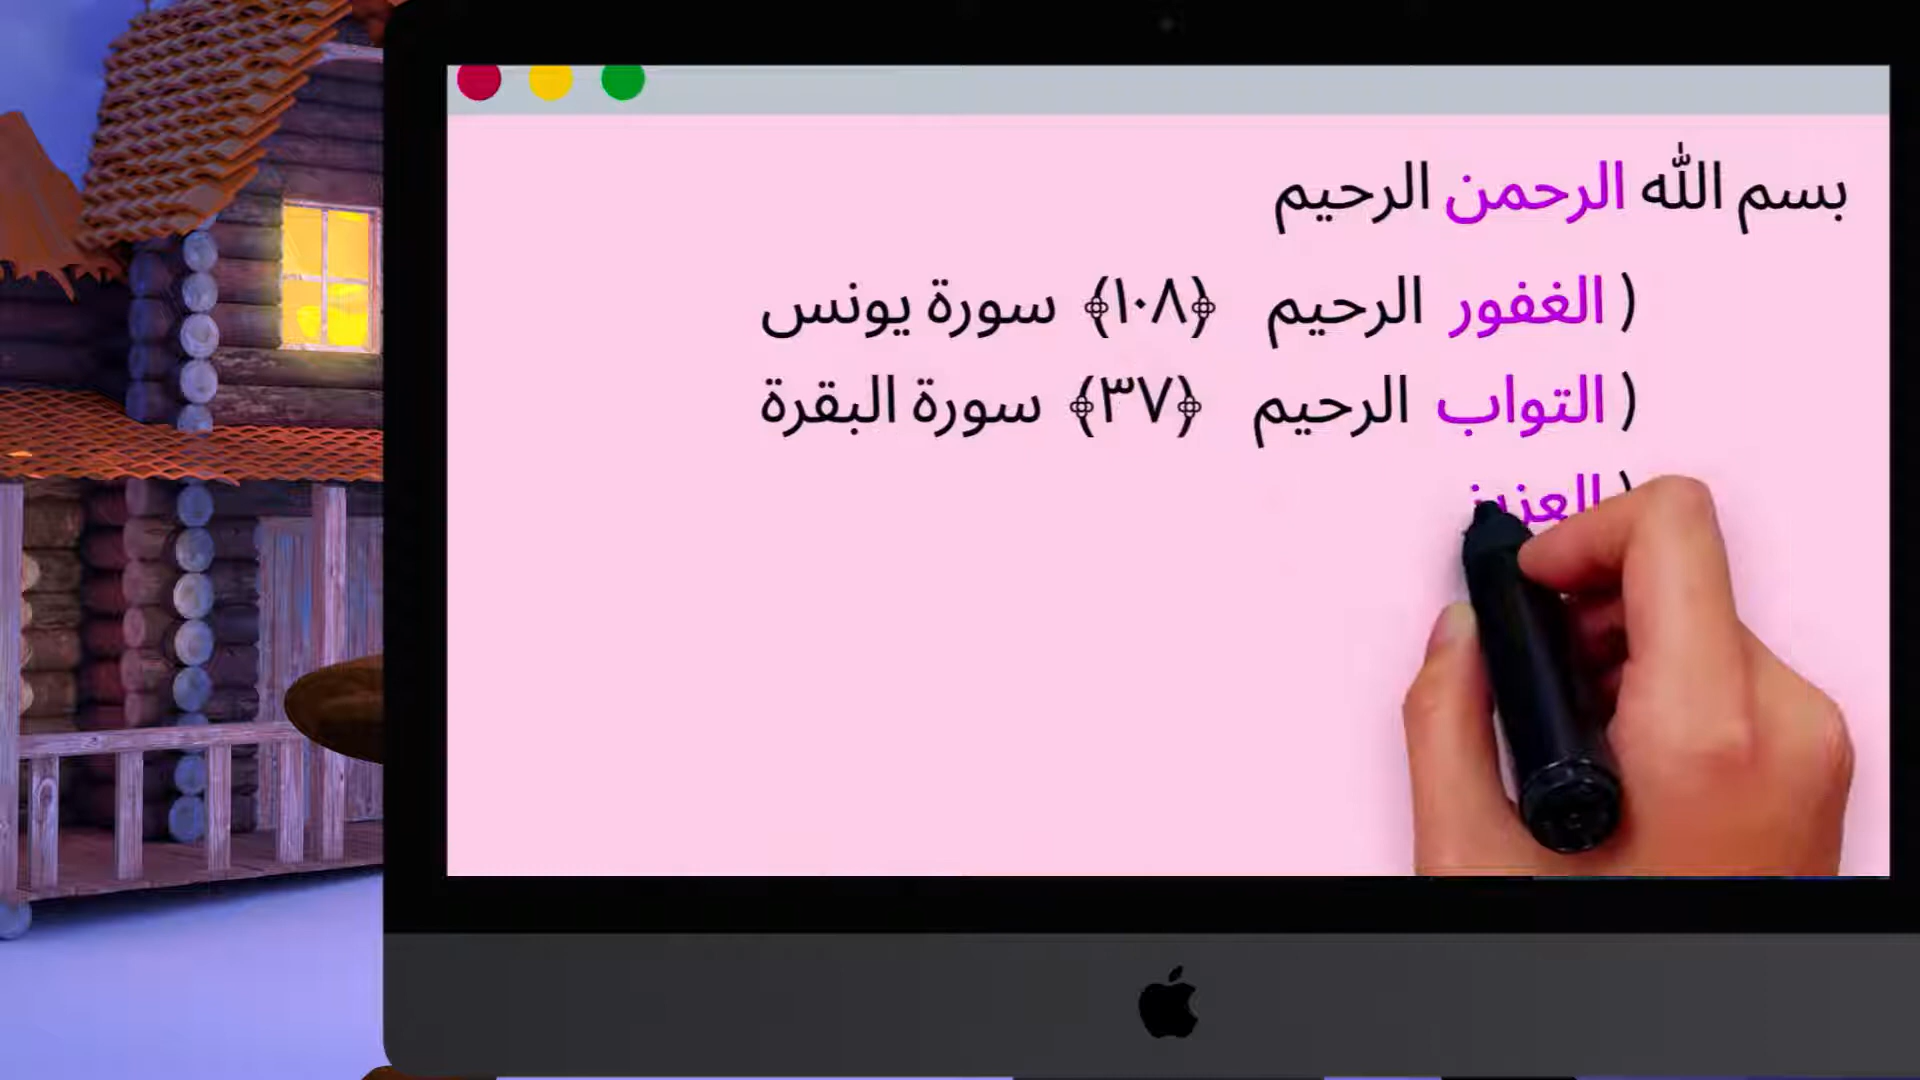 بسم الله الرحمن الرحيم
( الغفور الرحيم ﴿١٠٨﴾ سورة يونس
( التواب الرحيم ﴿٣٧﴾ سورة البقرة
(